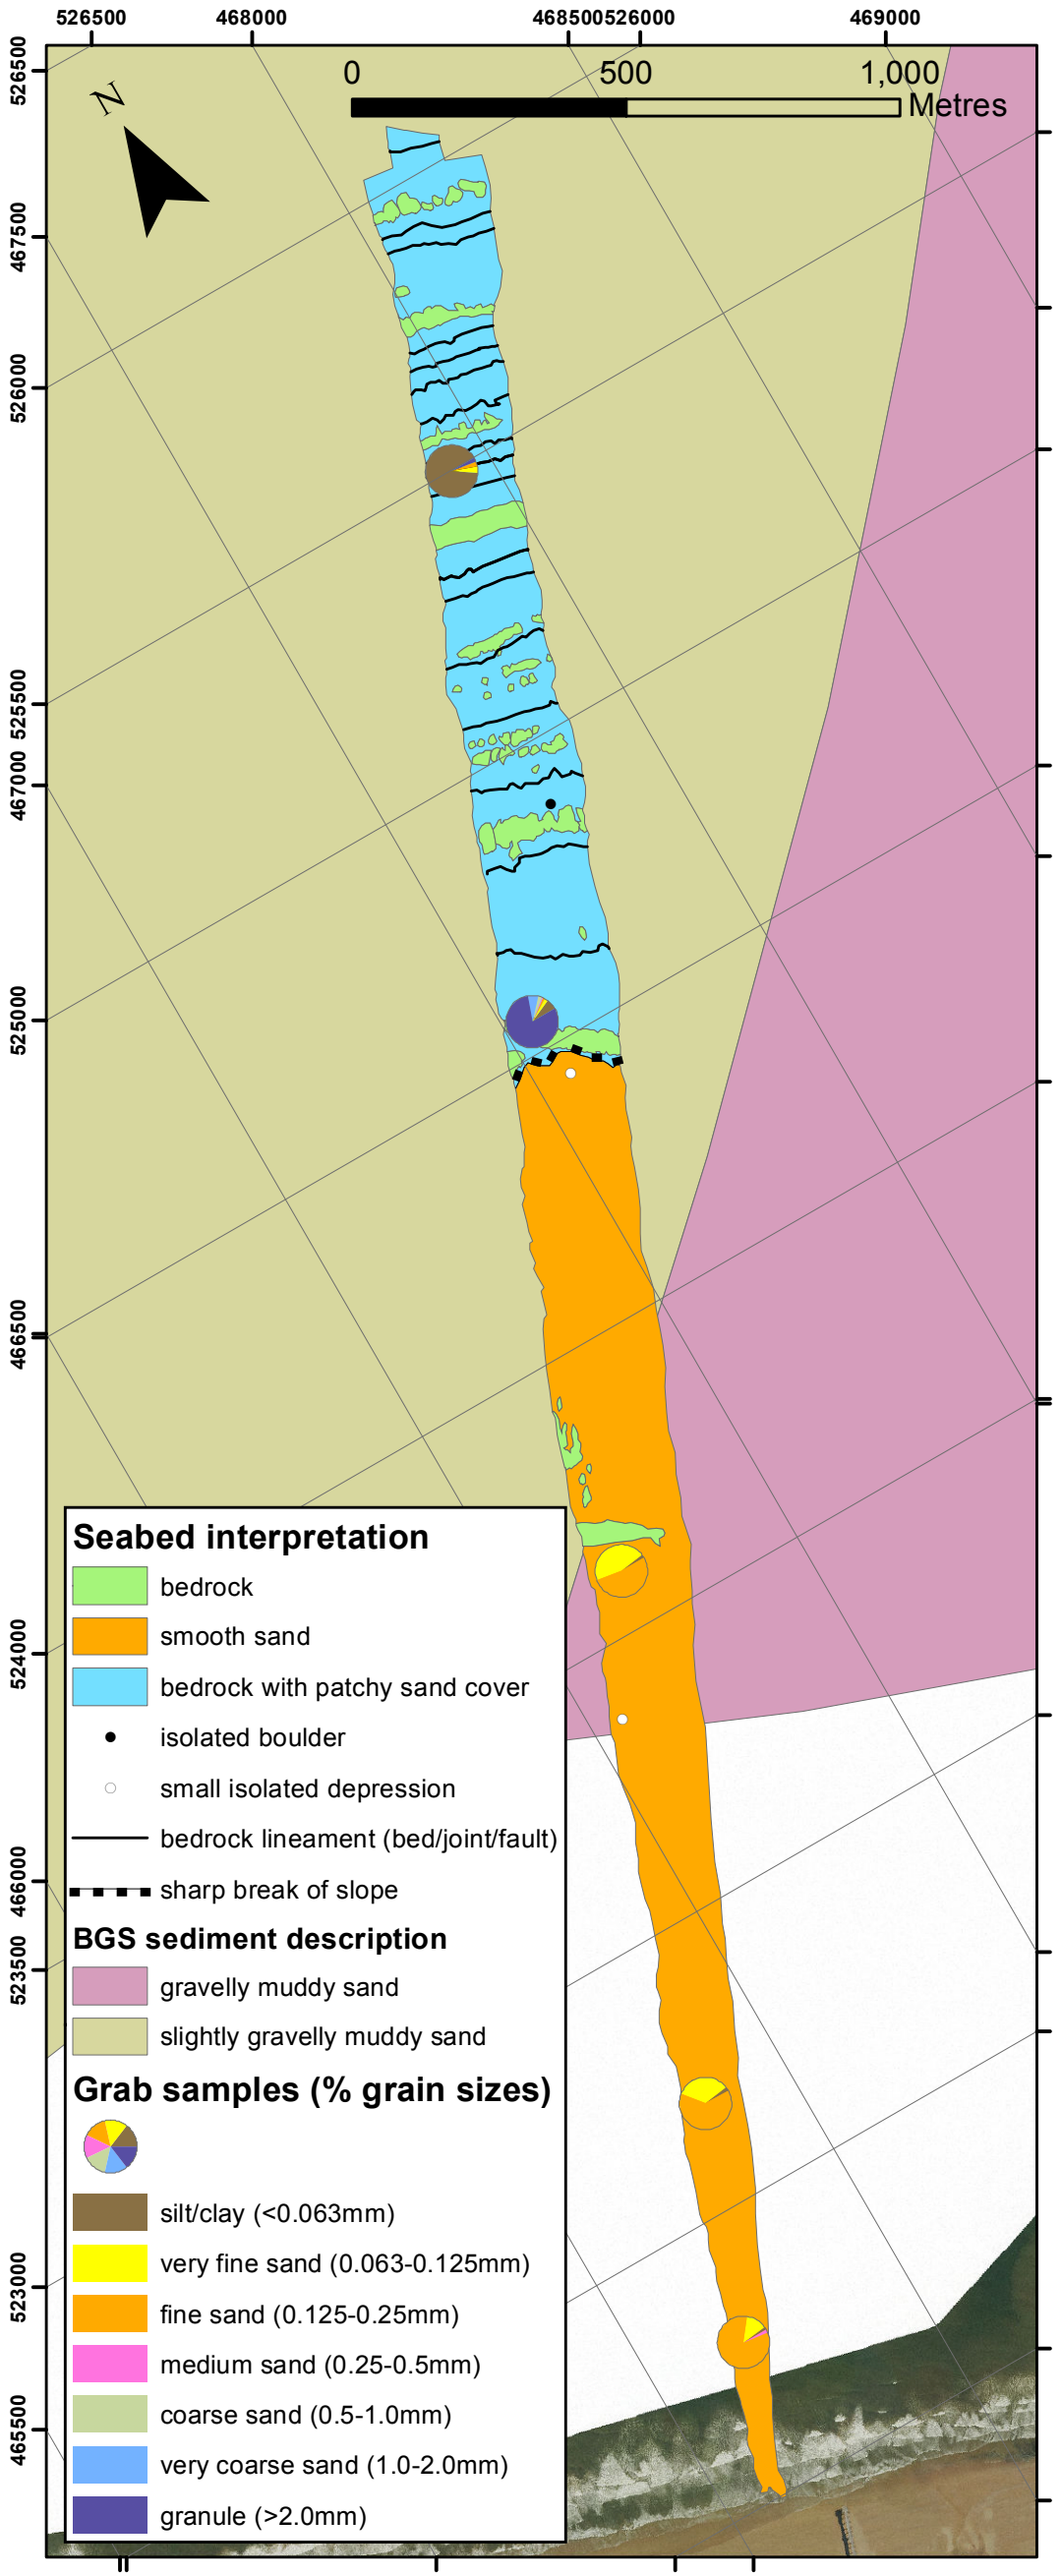 526500 468000 468500526000 469000
N
0 500 1,000
Metres
526500
467500
526000
525500
467000
525000
466500
524000
466000
523500
523000
465500
Seabed interpretation
bedrock
smooth sand
bedrock with patchy sand cover
isolated boulder
small isolated depression
bedrock lineament (bed/joint/fault)
sharp break of slope
BGS sediment description
gravelly muddy sand
slightly gravelly muddy sand
Grab samples (% grain sizes)
silt/clay (<0.063mm)
very fine sand (0.063-0.125mm)
fine sand (0.125-0.25mm)
medium sand (0.25-0.5mm)
coarse sand (0.5-1.0mm)
very coarse sand (1.0-2.0mm)
granule (>2.0mm)